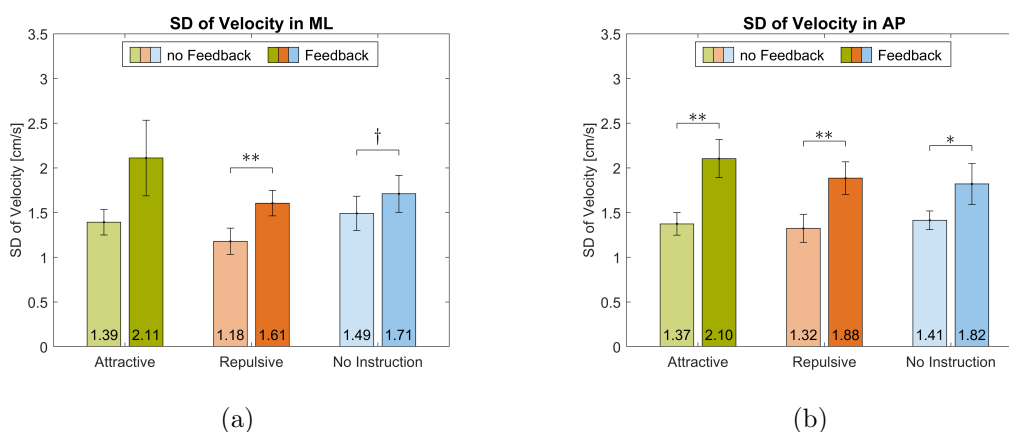 SD of Velocity in ML
no Feedback
Feedback
SD of Velocity [cm/s]
3.5
3
2.5
2
1.5
1
0.5
0
**
†
1.39
2.11
1.18
1.61
1.49
1.71
Attractive
Repulsive
No Instruction
(a)
SD of Velocity in AP
no Feedback
Feedback
SD of Velocity [cm/s]
3.5
3
2.5
2
1.5
1
0.5
0
**
**
*
1.37
2.10
1.32
1.88
1.41
1.82
Attractive
Repulsive
No Instruction
(b)